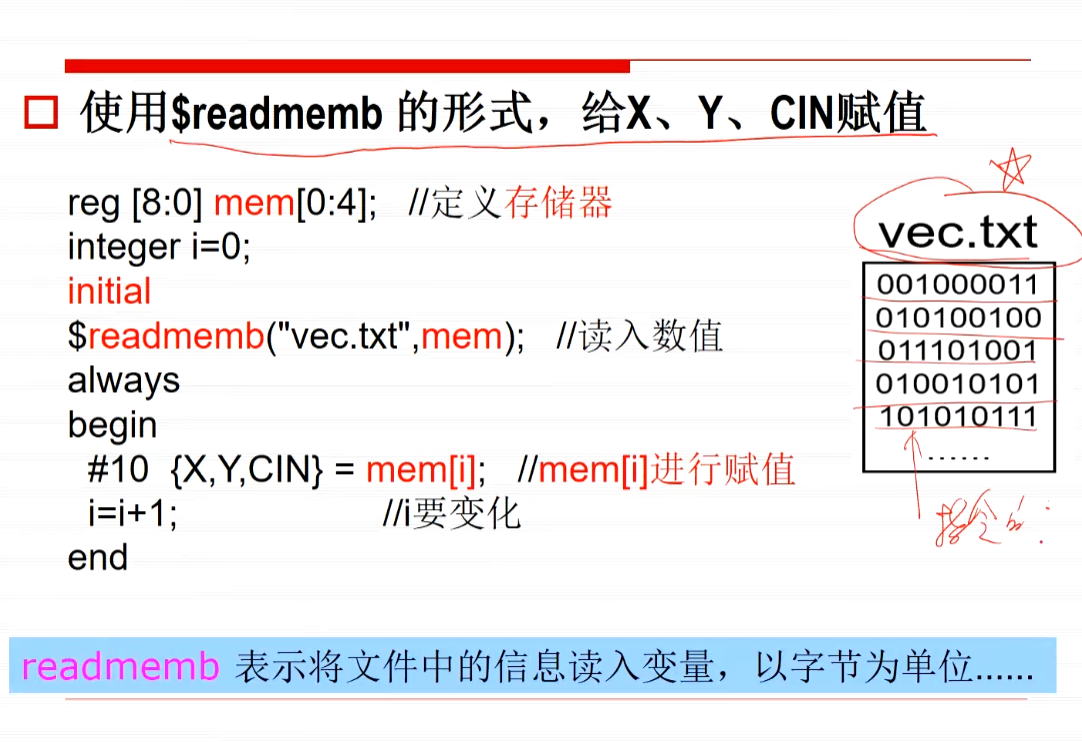 使用$readmemb 的形式，给X、Y、CIN赋值
reg [8:0] mem[0:4]; //定义存储器
integer i=0;
initial
$readmemb("vec.txt",mem); //读入数值
always
begin
#10 {X,Y,CIN} = mem[i]; //mem[i]进行赋值
i=i+1; //i要变化
end
vec.txt
001000011
010100100
011101001
010010101
101010111
......
readmemb 表示将文件中的信息读入变量，以字节为单位......